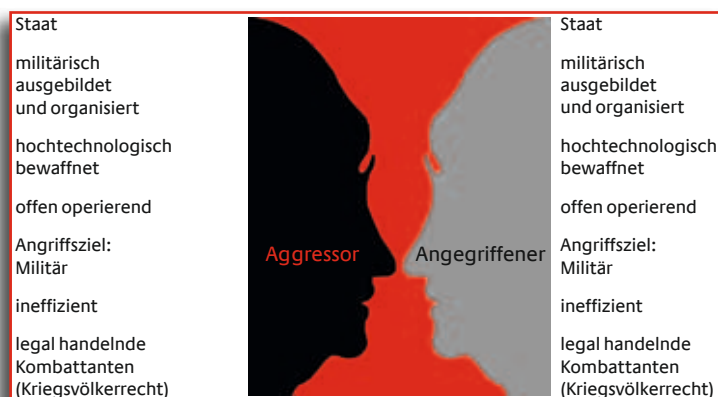 Staat
militärisch
ausgebildet
und organisiert
hochtechnologisch
bewaffnet
offen operierend
Angriffsziel:
Militär
ineffizient
legal handelnde
Kombattanten
(Kriegsvölkerrecht)
Aggressor
Angegriffener
Staat
militärisch
ausgebildet
und organisiert
hochtechnologisch
bewaffnet
offen operierend
Angriffsziel:
Militär
ineffizient
legal handelnde
Kombattanten
(Kriegsvölkerrecht)